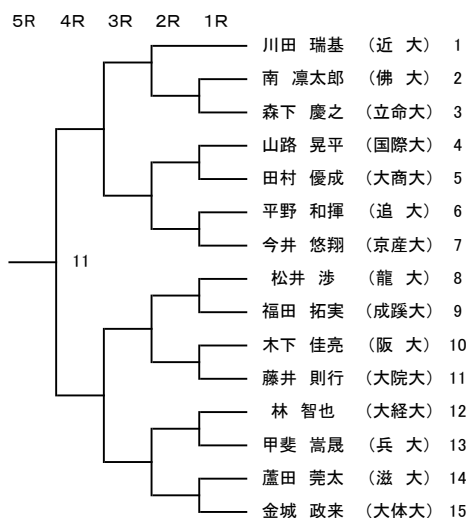 5R 4R 3R 2R 1R
川田 瑞基 (近 大) 1
南 凛太郎 (佛 大) 2
森下 慶之 (立命大) 3
山路 晃平 (国際大) 4
田村 優成 (大商大) 5
平野 和揮 (追 大) 6
今井 悠翔 (京産大) 7
11
松井 渉 (龍 大) 8
福田 拓実 (成蹊大) 9
木下 佳亮 (阪 大) 10
藤井 則行 (大院大) 11
林 智也 (大経大) 12
甲斐 嵩晟 (兵 大) 13
蘆田 莞太 (滋 大) 14
金城 政来 (大体大) 15